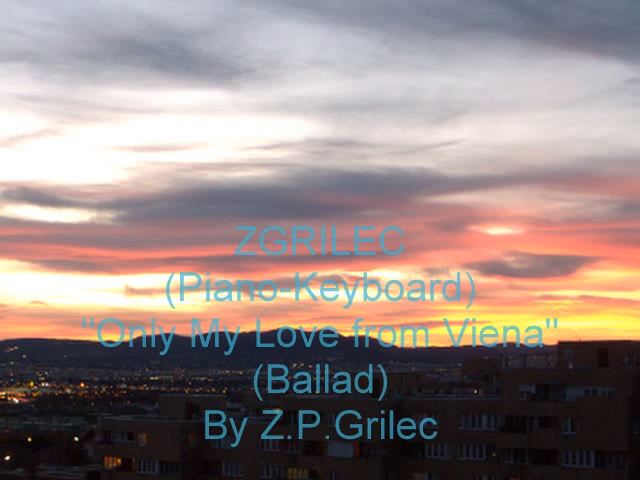 ZGRILEC
(Piano-Keyboard)
"Only My Love from Viena"
(Ballad)
By Z.P.Grilec